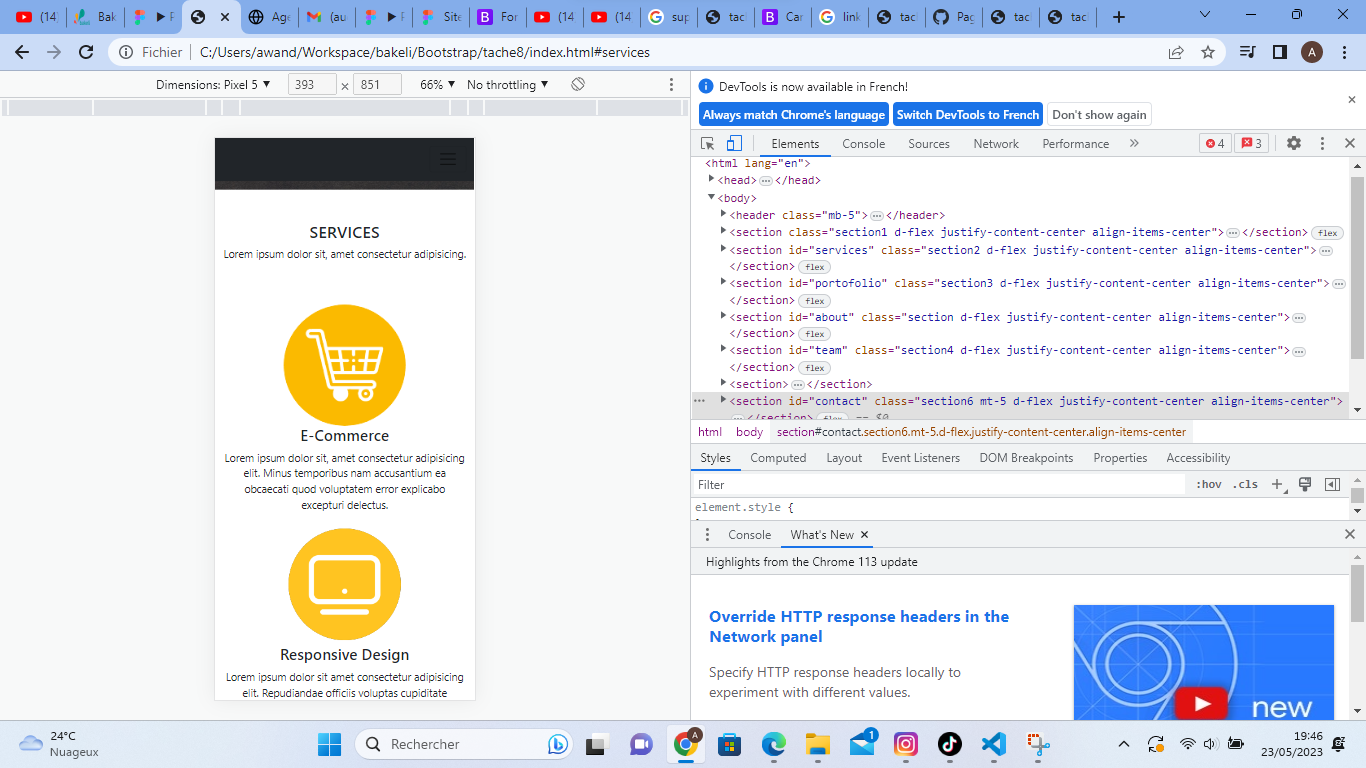 (14)
Bak
F
Age
M (au
F
Site
For
(14
(14
sup
tac
Car
link
tac
Pag
tac
tac
Fichier
C:/Users/awand/Workspace/bakeli/Bootstrap/tache8/index.html#services
A
Dimensions: Pixel 5 ▼ 393 × 851 66% ▼ No throttling ▼
SERVICES
Lorem ipsum dolor sit, amet consectetur adipisicing.
E-Commerce
Lorem ipsum dolor sit, amet consectetur adipisicing
elit. Minus temporibus nam accusantium ea
obcaecati quod voluptatem error explicabo
excepturi delectus.
Responsive Design
Lorem ipsum dolor sit amet consectetur adipisicing
elit. Repudiandae officiis voluptas cupiditate
DevTools is now available in French!
Always match Chrome's language Switch DevTools to French Don't show again
Elements Console Sources Network Performance » 4 3
<html lang="en">
<head>…</head>
<body>
<header class="mb-5">…</header>
<section class="section1 d-flex justify-content-center align-items-center">…</section> flex
<section id="services" class="section2 d-flex justify-content-center align-items-center">…
</section> flex
<section id="portofolio" class="section3 d-flex justify-content-center align-items-center">…
</section> flex
<section id="about" class="section d-flex justify-content-center align-items-center">…
</section> flex
<section id="team" class="section4 d-flex justify-content-center align-items-center">…
</section> flex
<section>…</section>
<section id="contact" class="section6 mt-5 d-flex justify-content-center align-items-center">
…</section> flex == $0
html body section#contact.section6.mt-5.d-flex.justify-content-center.align-items-center
Styles Computed Layout Event Listeners DOM Breakpoints Properties Accessibility
Filter :hov .cls
element.style {
Console What's New ×
Highlights from the Chrome 113 update
Override HTTP response headers in the
Network panel
Specify HTTP response headers locally to
experiment with different values.
new
24°C
Nuageux
Rechercher
A
1
19:46
23/05/2023